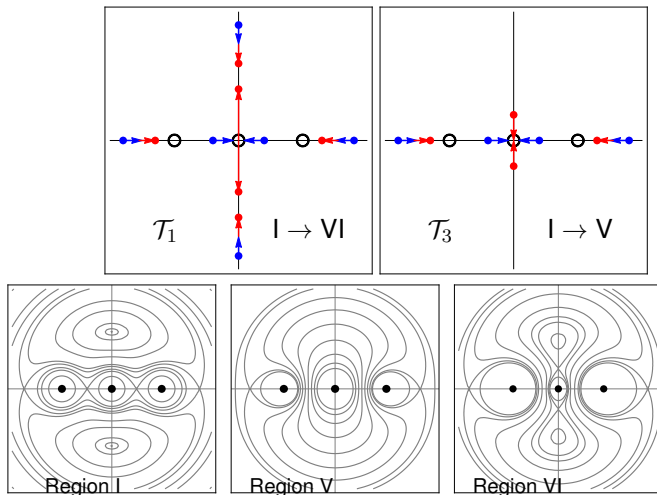 𝒯₁ I → VI
𝒯₃ I → V
Region I
Region V
Region VI